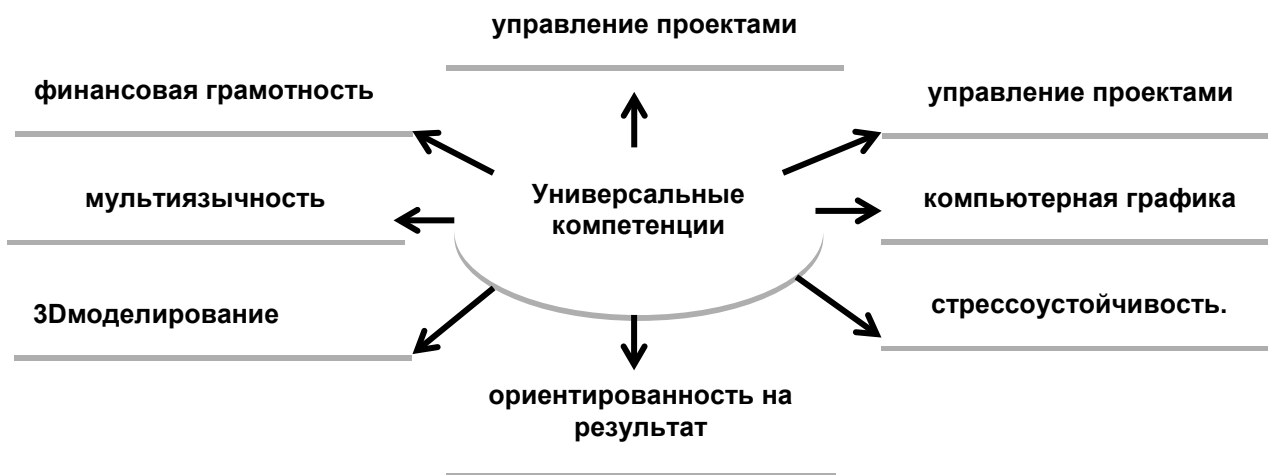 управление проектами
финансовая грамотность
управление проектами
мультиязычность
Универсальные
компетенции
компьютерная графика
3Dмоделирование
стрессоустойчивость.
ориентированность на
результат